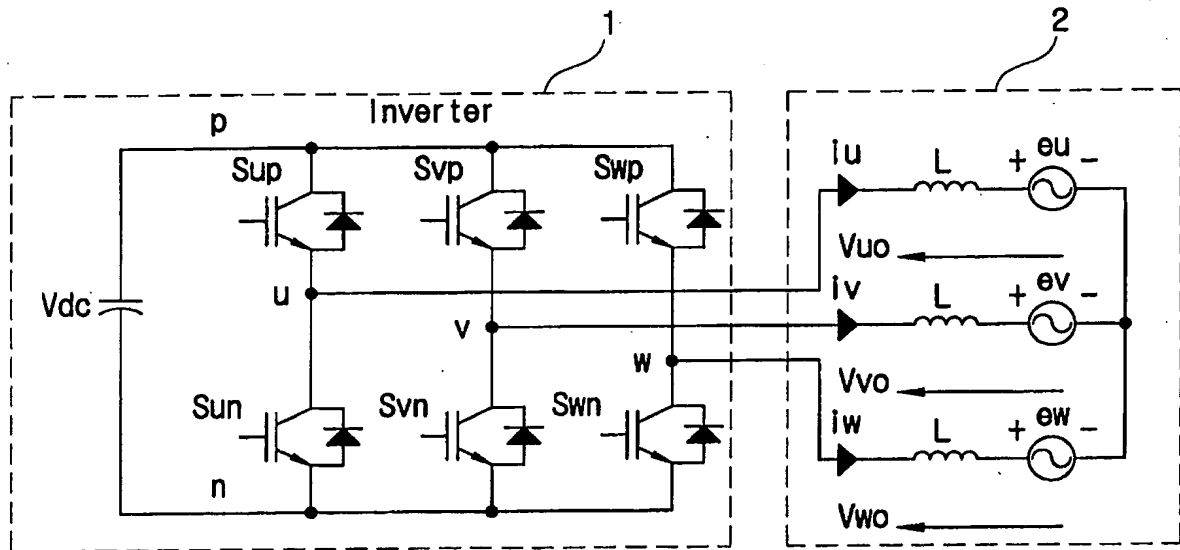 1
2
Inverter
p
Sup
Svp
Swp
iu
L
+ eu -
Vuo
Vdc
u
iv
L
+ ev -
v
w
Vvo
Sun
Svn
Swn
iw
L
+ ew -
n
Vwo